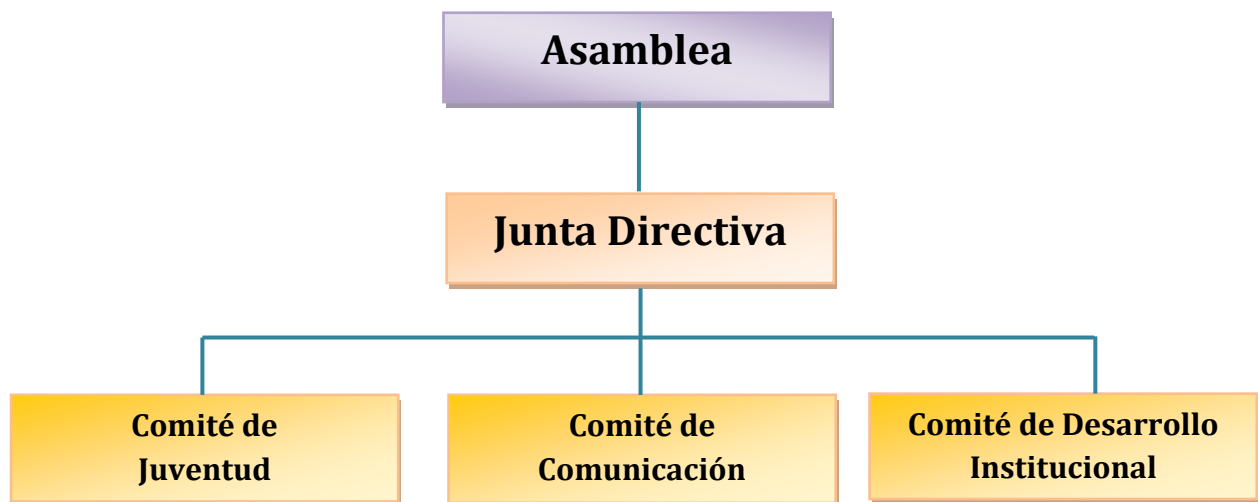 Asamblea
Junta Directiva
Comité de
Juventud
Comité de
Comunicación
Comité de Desarrollo
Institucional